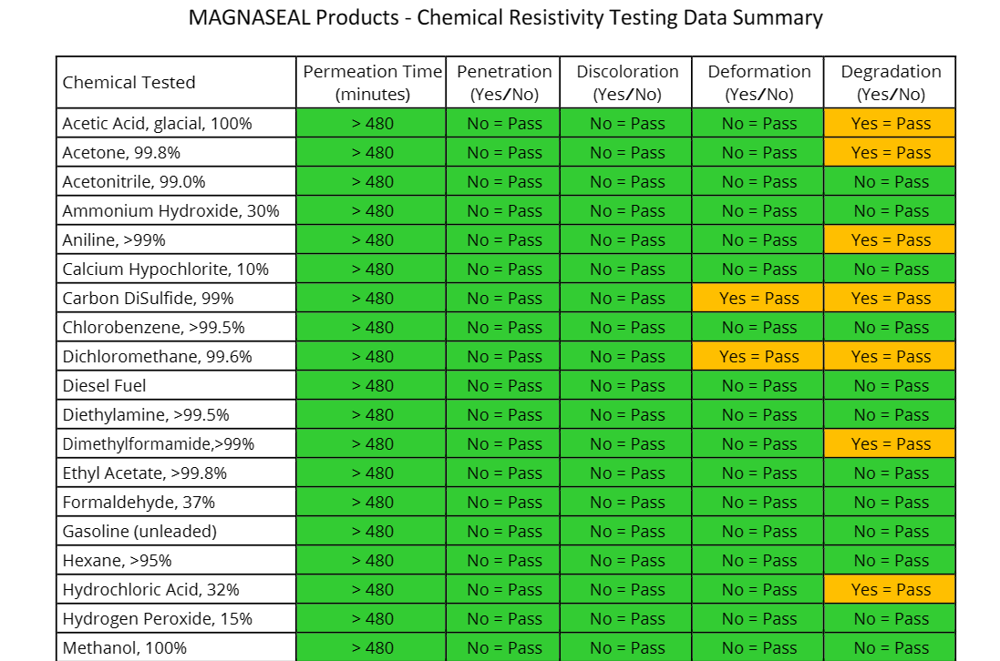 MAGNASEAL Products - Chemical Resistivity Testing Data Summary
Chemical Tested Permeation Time (minutes) Penetration (Yes/No) Discoloration (Yes/No) Deformation (Yes/No) Degradation (Yes/No)
Acetic Acid, glacial, 100% > 480 No = Pass No = Pass No = Pass Yes = Pass
Acetone, 99.8% > 480 No = Pass No = Pass No = Pass Yes = Pass
Acetonitrile, 99.0% > 480 No = Pass No = Pass No = Pass No = Pass
Ammonium Hydroxide, 30% > 480 No = Pass No = Pass No = Pass No = Pass
Aniline, >99% > 480 No = Pass No = Pass No = Pass Yes = Pass
Calcium Hypochlorite, 10% > 480 No = Pass No = Pass No = Pass No = Pass
Carbon DiSulfide, 99% > 480 No = Pass No = Pass Yes = Pass Yes = Pass
Chlorobenzene, >99.5% > 480 No = Pass No = Pass No = Pass No = Pass
Dichloromethane, 99.6% > 480 No = Pass No = Pass Yes = Pass Yes = Pass
Diesel Fuel > 480 No = Pass No = Pass No = Pass No = Pass
Diethylamine, >99.5% > 480 No = Pass No = Pass No = Pass No = Pass
Dimethylformamide,>99% > 480 No = Pass No = Pass No = Pass Yes = Pass
Ethyl Acetate, >99.8% > 480 No = Pass No = Pass No = Pass No = Pass
Formaldehyde, 37% > 480 No = Pass No = Pass No = Pass No = Pass
Gasoline (unleaded) > 480 No = Pass No = Pass No = Pass No = Pass
Hexane, >95% > 480 No = Pass No = Pass No = Pass No = Pass
Hydrochloric Acid, 32% > 480 No = Pass No = Pass No = Pass Yes = Pass
Hydrogen Peroxide, 15% > 480 No = Pass No = Pass No = Pass No = Pass
Methanol, 100% > 480 No = Pass No = Pass No = Pass No = Pass